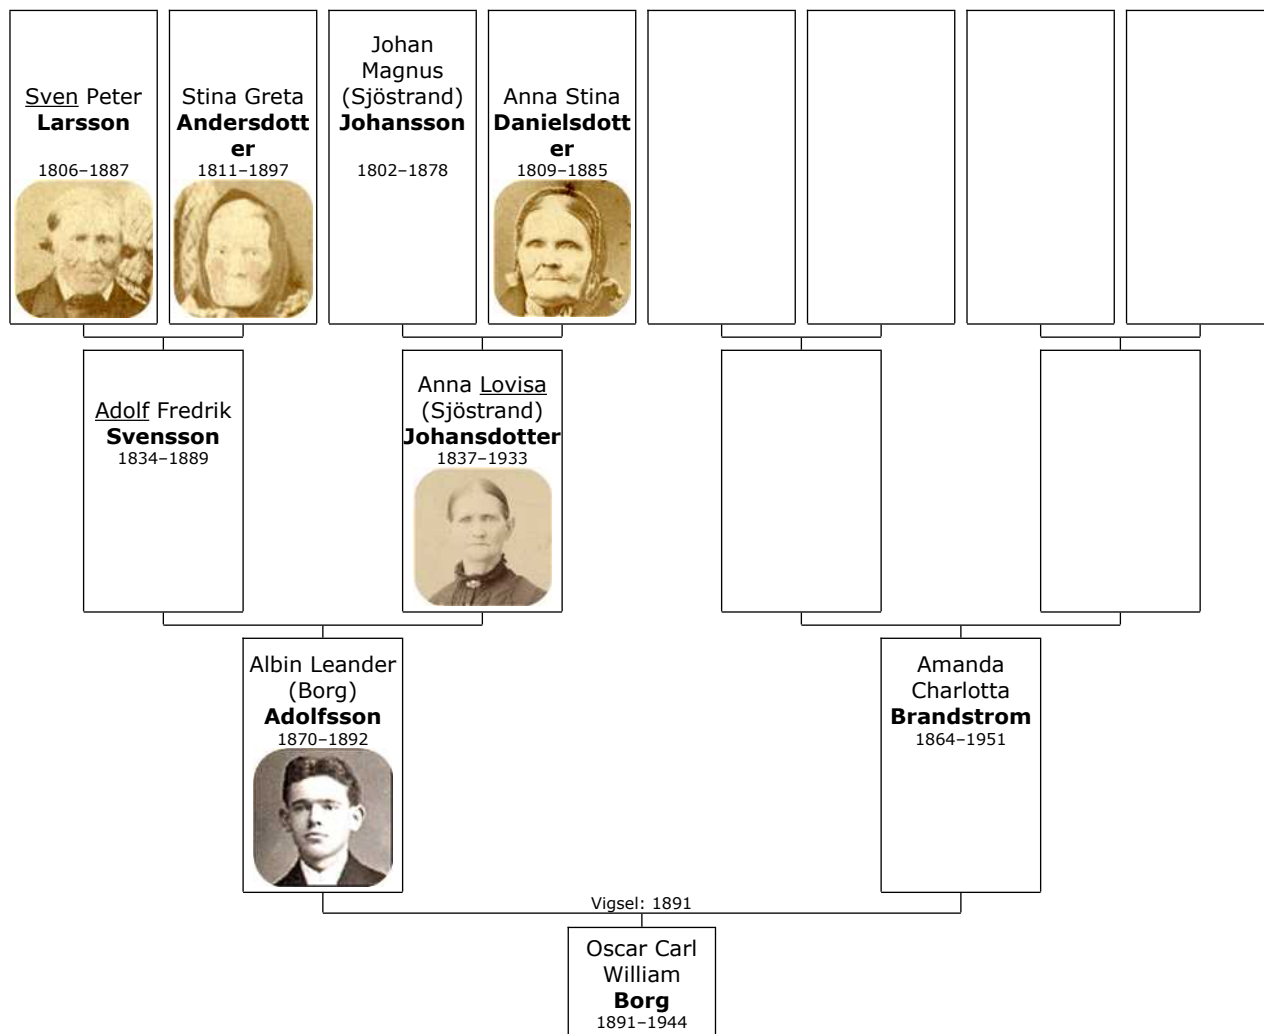 Sven Peter
Larsson
1806–1887
Stina Greta
Andersdott
er
1811–1897
Johan
Magnus
(Sjöstrand)
Johansson
1802–1878
Anna Stina
Danielsdott
er
1809–1885
Adolf Fredrik
Svensson
1834–1889
Anna Lovisa
(Sjöstrand)
Johansdotter
1837–1933
Albin Leander
(Borg)
Adolfsson
1870–1892
Amanda
Charlotta
Brandstrom
1864–1951
Vigsel: 1891
Oscar Carl
William
Borg
1891–1944